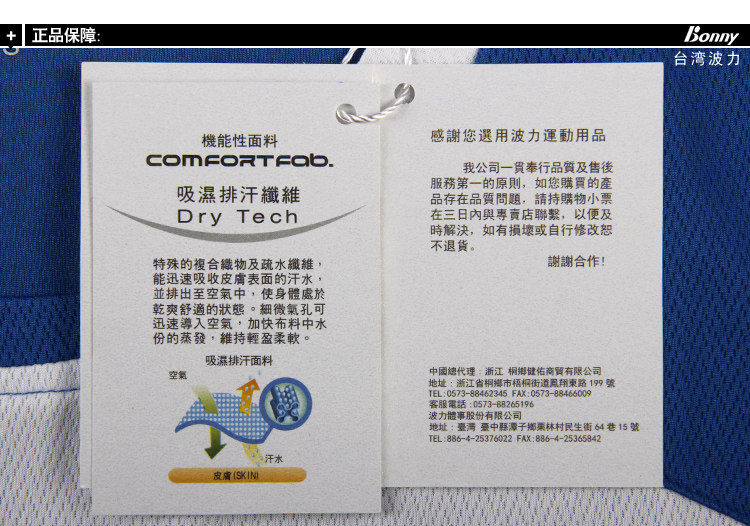 + 正品保障:
Bonny
台湾波力
機能性面料
COMFORTFab.
吸濕排汗纖維
Dry Tech
特殊的複合織物及疏水纖維，
能迅速吸收皮膚表面的汗水，
並排出至空氣中，使身體處於
乾爽舒適的狀態。細微氣孔可
迅速導入空氣，加快布料中水
份的蒸發，維持輕盈柔軟。
吸濕排汗面料
空氣
汗水
皮膚(SKIN)
感謝您選用波力運動用品
我公司一貫奉行品質及售後
服務第一的原則，如您購買的產
品存在品質問題，請持購物小票
在三日內與專賣店聯繫，以便及
時解決，如有損壞或自行修改恕
不退貨。
謝謝合作！
中國總代理：浙江 桐鄉健佑商貿有限公司
地址：浙江省桐鄉市梧桐街道鳳翔東路 199 號
TEL:0573-88462345 FAX:0573-88466009
客服電話:0573-88265196
波力體事股份有限公司
地址：臺灣 臺中縣潭子鄉栗林村民生街 64 巷 15 號
TEL:886-4-25376022 FAX:886-4-25365842